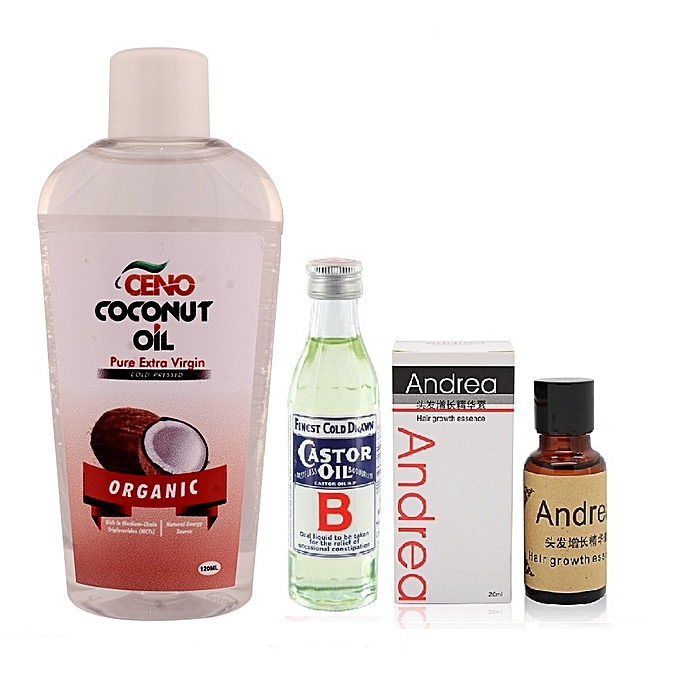 CENO
COCONUT
OIL
Pure Extra Virgin
COLD PRESSED
ORGANIC
Rich in Medium-Chain
Triglycerides (MCTs)
Natural Energy
Source
120ML
FINEST COLD DRAWN
CASTOR
OIL
CASTOR OIL B.P
B
Oral liquid to be taken
for the relief of
occasional constipation
Andrea
头发增长精华素
Hair growth essence
Andrea
20ml
Andrea
头发增长精华
Hair growth esse